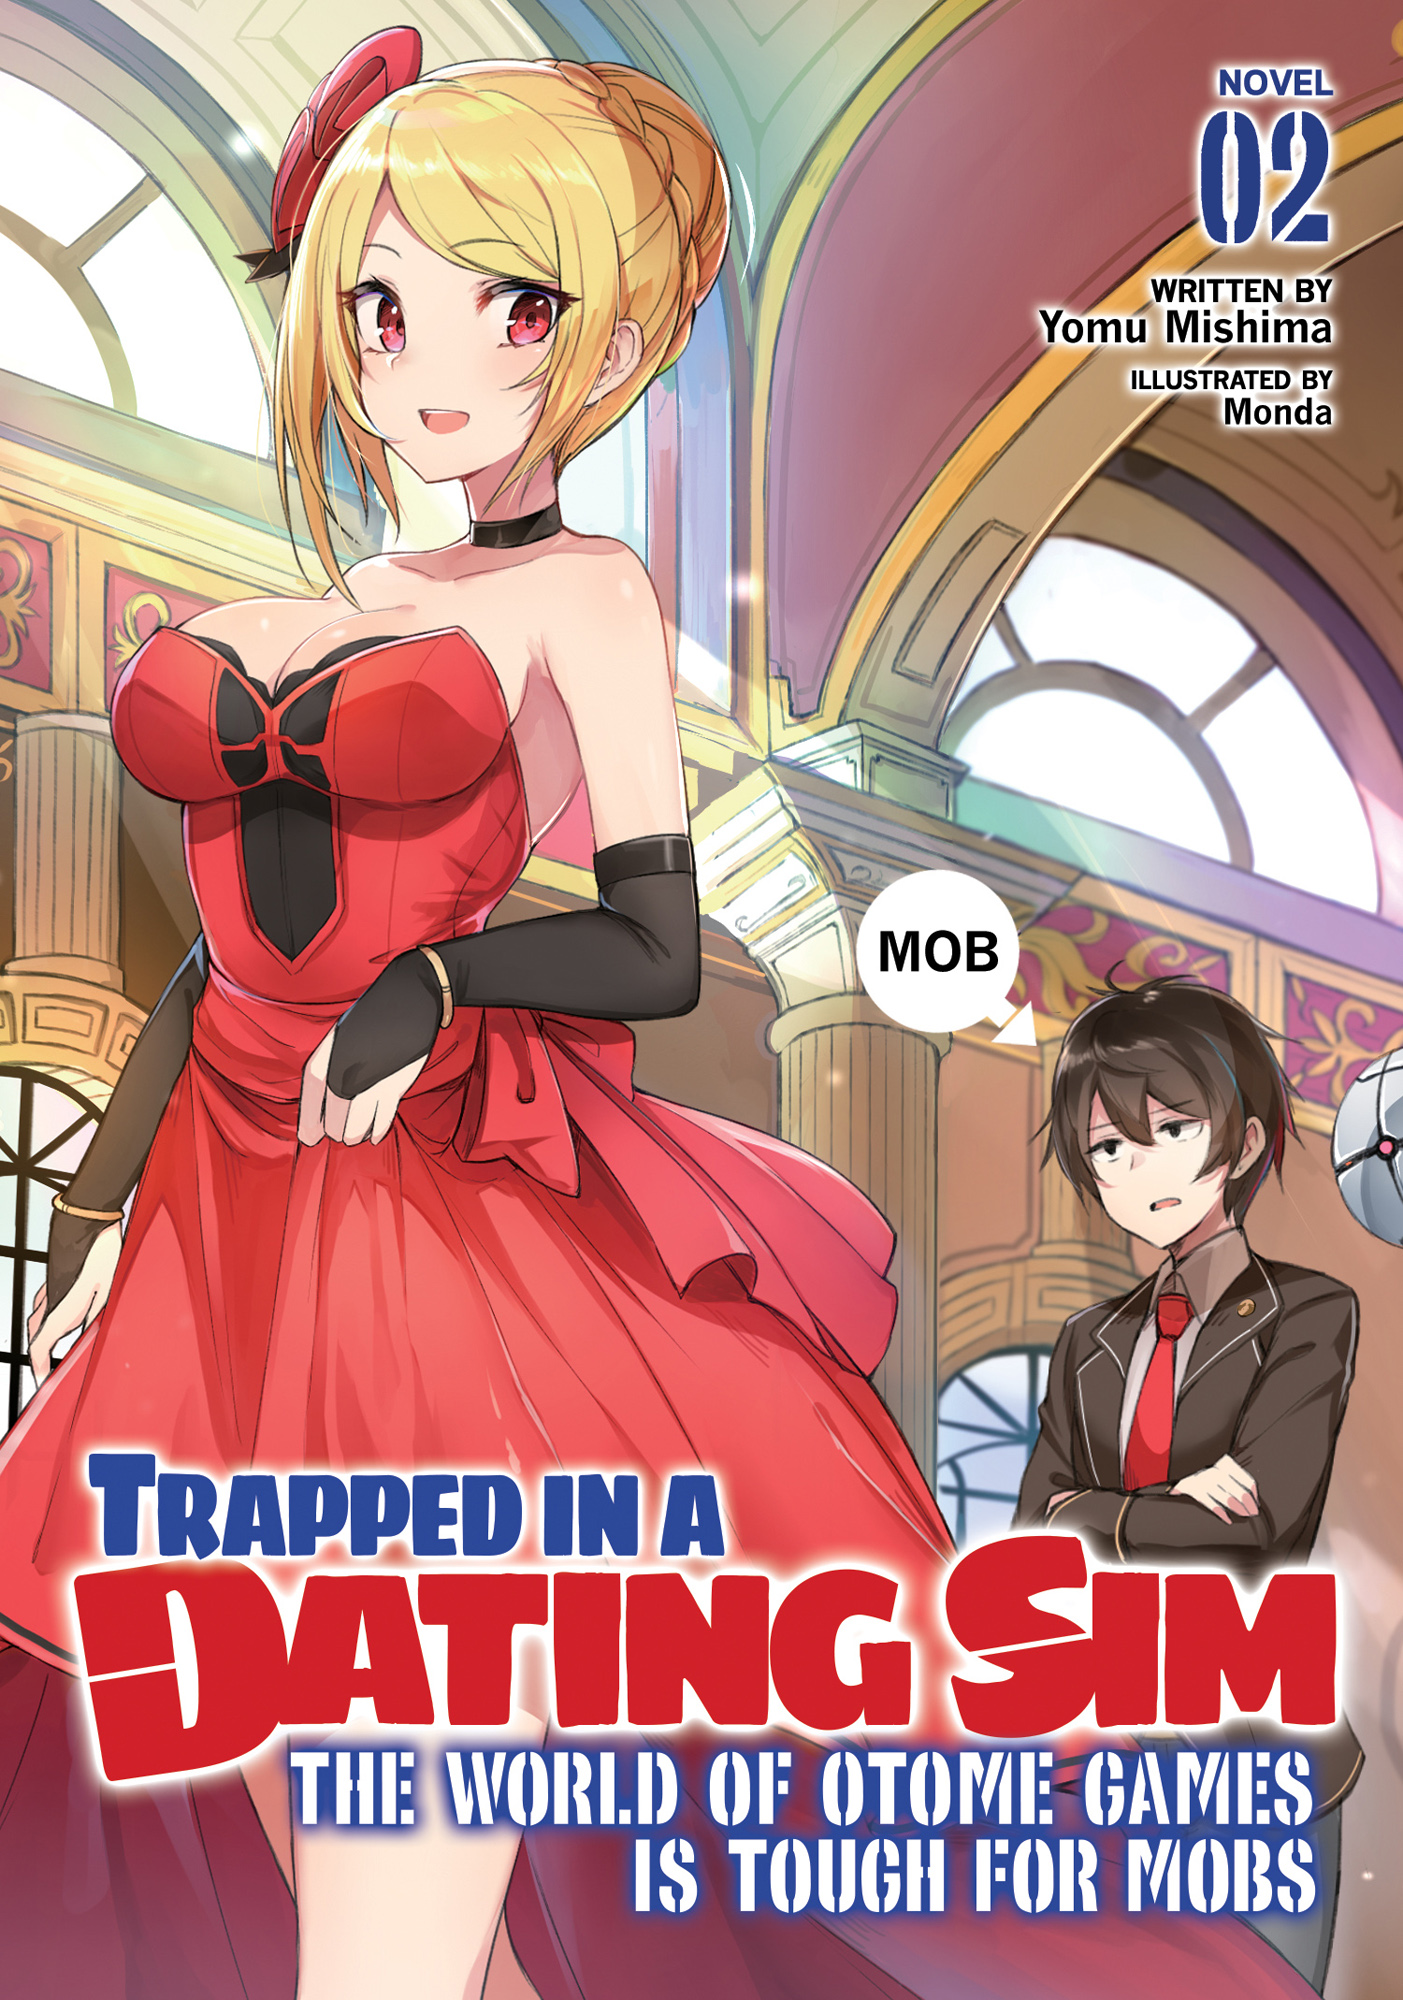 NOVEL
02
WRITTEN BY
Yomu Mishima
ILLUSTRATED BY
Monda
MOB
TRAPPED IN A
DATING SIM
THE WORLD OF OTOME GAMES
IS TOUGH FOR MOBS